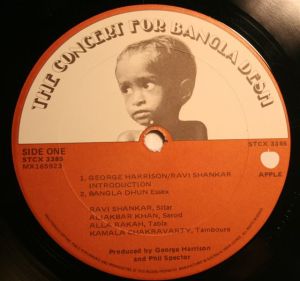 THE CONCERT FOR BANGLA DESH
SIDE ONE
STCX 3385
MX185923
STCX 3385
APPLE
1. GEORGE HARRISON/RAVI SHANKAR
INTRODUCTION
2. BANGLA DHUN Essex
RAVI SHANKAR, Sitar
ALIAKBAR KHAN, Sarod
ALLA RAKAH, Tabla
KAMALA CHAKRAVARTY, Tamboura
Produced by George Harrison
and Phil Spector